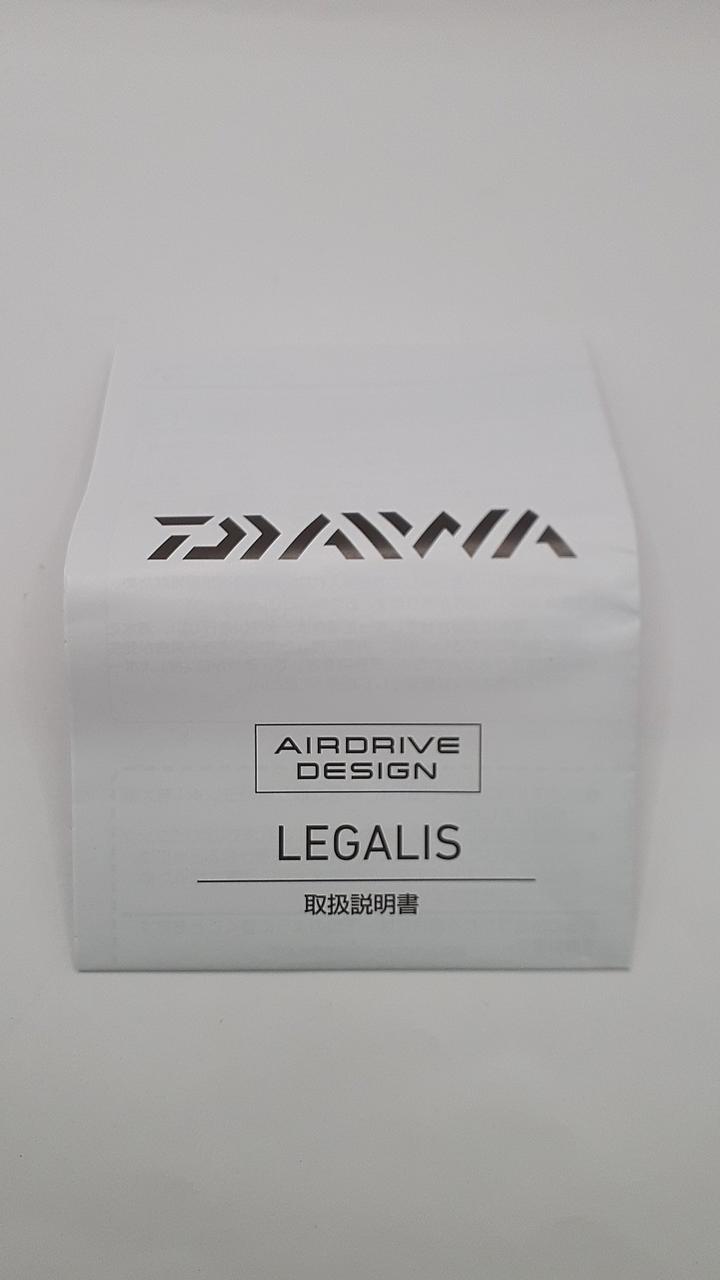 DAIWA
AIRDRIVE
DESIGN
LEGALIS
取扱説明書